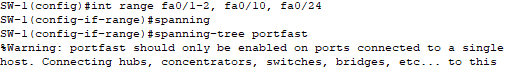 SW-1(config)#int range fa0/1-2, fa0/10, fa0/24
SW-1(config-if-range)#spanning
SW-1(config-if-range)#spanning-tree portfast
%Warning: portfast should only be enabled on ports connected to a single
host. Connecting hubs, concentrators, switches, bridges, etc... to this